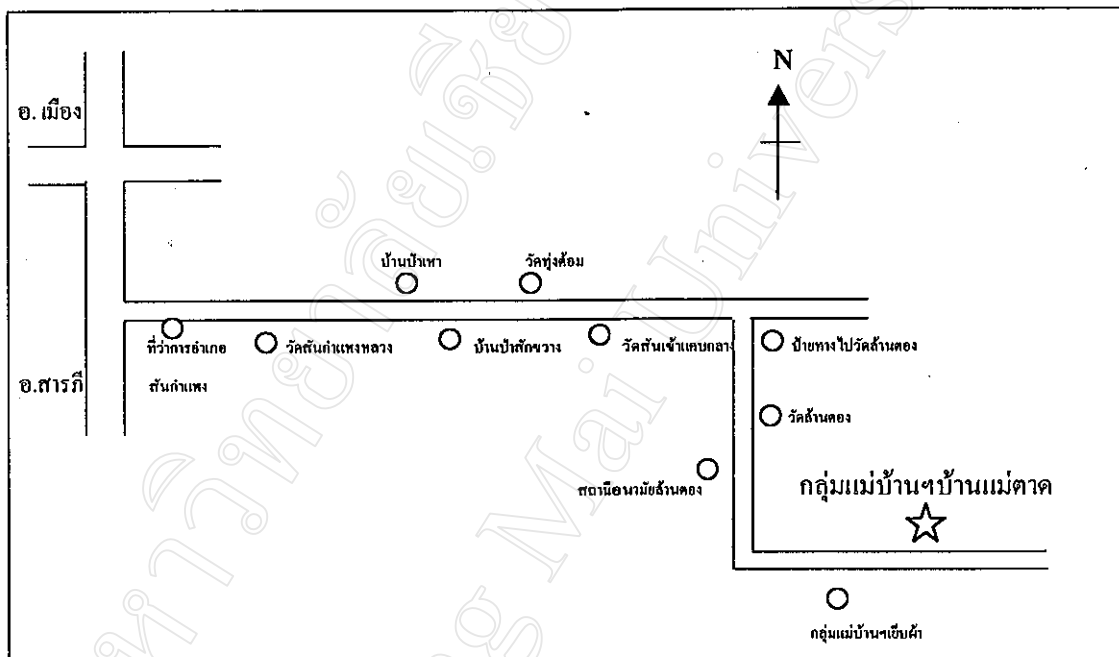 N
อ. เมือง
บ้านป่าเหา
วัดทุ่งต้อม
ที่ว่าการอำเภอ
สันกำแพง
วัดสันกำแพงหลวง
บ้านป่าสักขวาง
วัดสันเข้าแคบกลาง
ป้ายทางไปวัดล้านตอง
อ.สารภี
วัดล้านตอง
สถานีอนามัยล้านตอง
กลุ่มแม่บ้านฯบ้านแม่ตาด
กลุ่มแม่บ้านฯเย็บผ้า